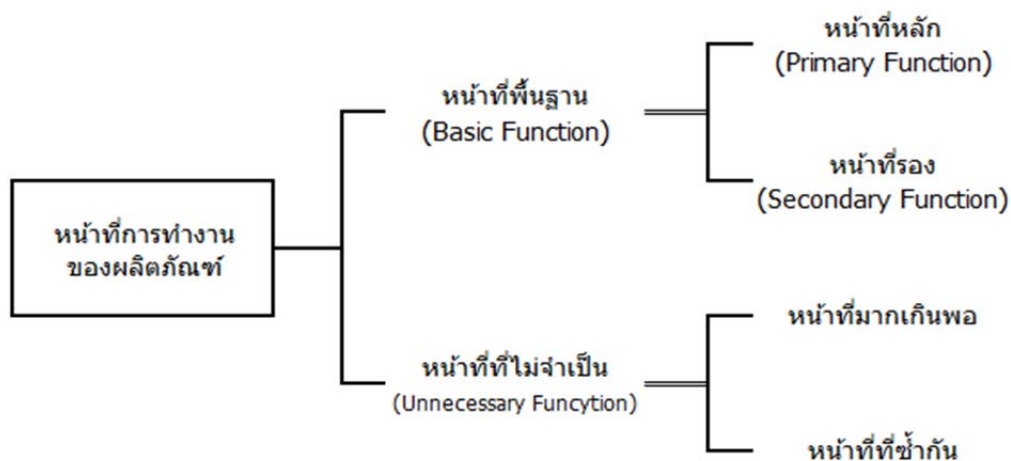 หน้าที่การทำงาน
ของผลิตภัณฑ์
หน้าที่พื้นฐาน
(Basic Function)
หน้าที่หลัก
(Primary Function)
หน้าที่รอง
(Secondary Function)
หน้าที่ที่ไม่จำเป็น
(Unnecessary Funcytion)
หน้าที่มากเกินพอ
หน้าที่ที่ซ้ำกัน